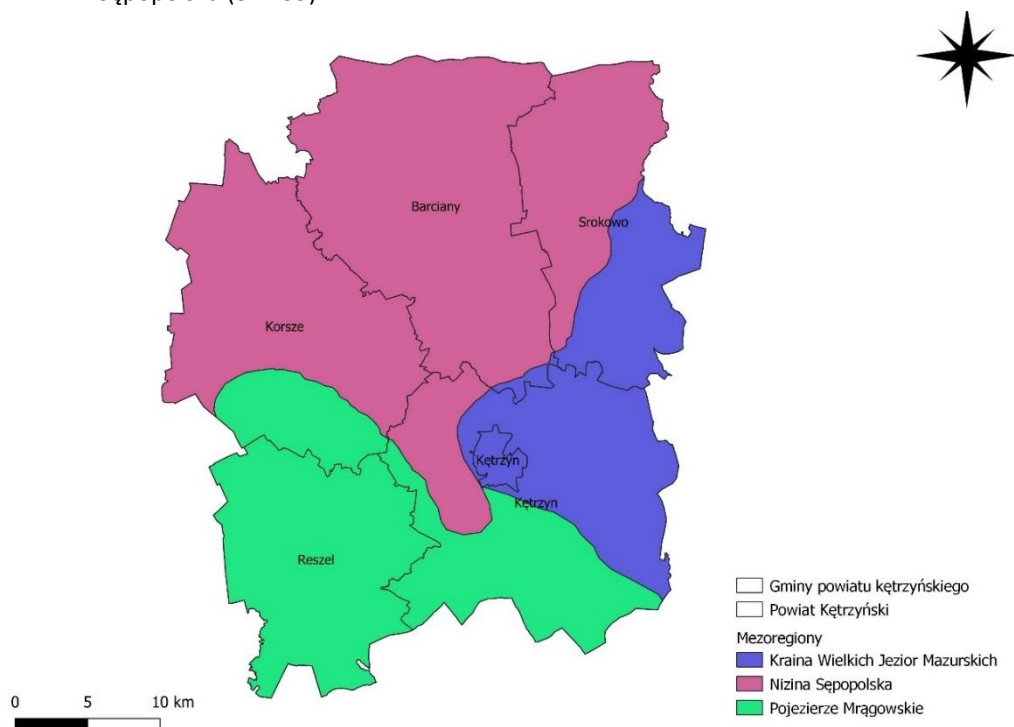 Barciany
Srokowo
Korsze
Kętrzyn
Kętrzyn
Reszel
Gminy powiatu kętrzyńskiego
Powiat Kętrzyński
Mezoregiony
Kraina Wielkich Jezior Mazurskich
Nizina Sępopolska
Pojezierze Mrągowskie
0 5 10 km